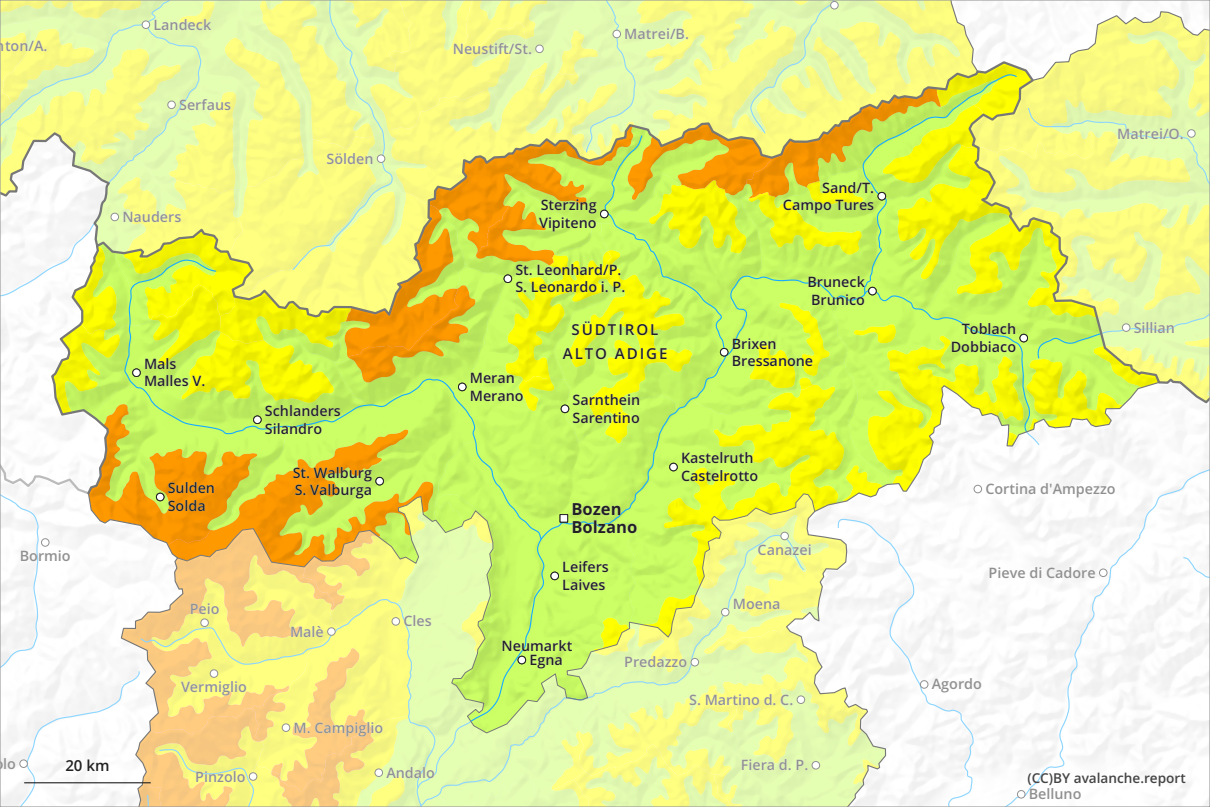 Landeck
nton/A.
Neustift/St.
Matrei/B.
Serfaus
Matrei/O.
Sölden
Nauders
Sand/T.
Campo Tures
Sterzing
Vipiteno
St. Leonhard/P.
S. Leonardo i. P.
Bruneck
Brunico
SÜDTIROL
ALTO ADIGE
Toblach
Dobbiaco
Sillian
Brixen
Bressanone
Mals
Malles V.
Meran
Merano
Sarnthein
Sarentino
Schlanders
Silandro
Kastelruth
Castelrotto
St. Walburg
S. Valburga
Sulden
Solda
Cortina d'Ampezzo
Bozen
Bolzano
Bormio
Canazei
Leifers
Laives
Pieve di Cadore
Peio
Moena
Cles
Malè
Neumarkt
Egna
Predazzo
Vermiglio
Agordo
S. Martino d. C.
M. Campiglio
20 km
olo
Pinzolo
Andalo
Fiera d. P.
(CC)BY avalanche.report
Belluno